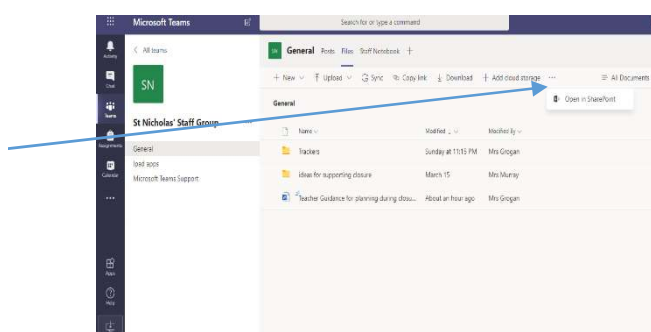 Microsoft Teams
Search for or type a command
Activity
Chat
Teams
Assignments
Calendar
Apps
Help
All teams
SN
St Nicholas' Staff Group
General
load apps
Microsoft Teams Support
SN General Posts Files Staff Notebook +
+ New Upload Sync Copy link Download + Add cloud storage ... All Documents
Open in SharePoint
General
Name Modified Modified By
Trackers Sunday at 11:15 PM Mrs Grogan
ideas for supporting closure March 15 Mrs Murray
Teacher Guidance for planning during closu... About an hour ago Mrs Grogan